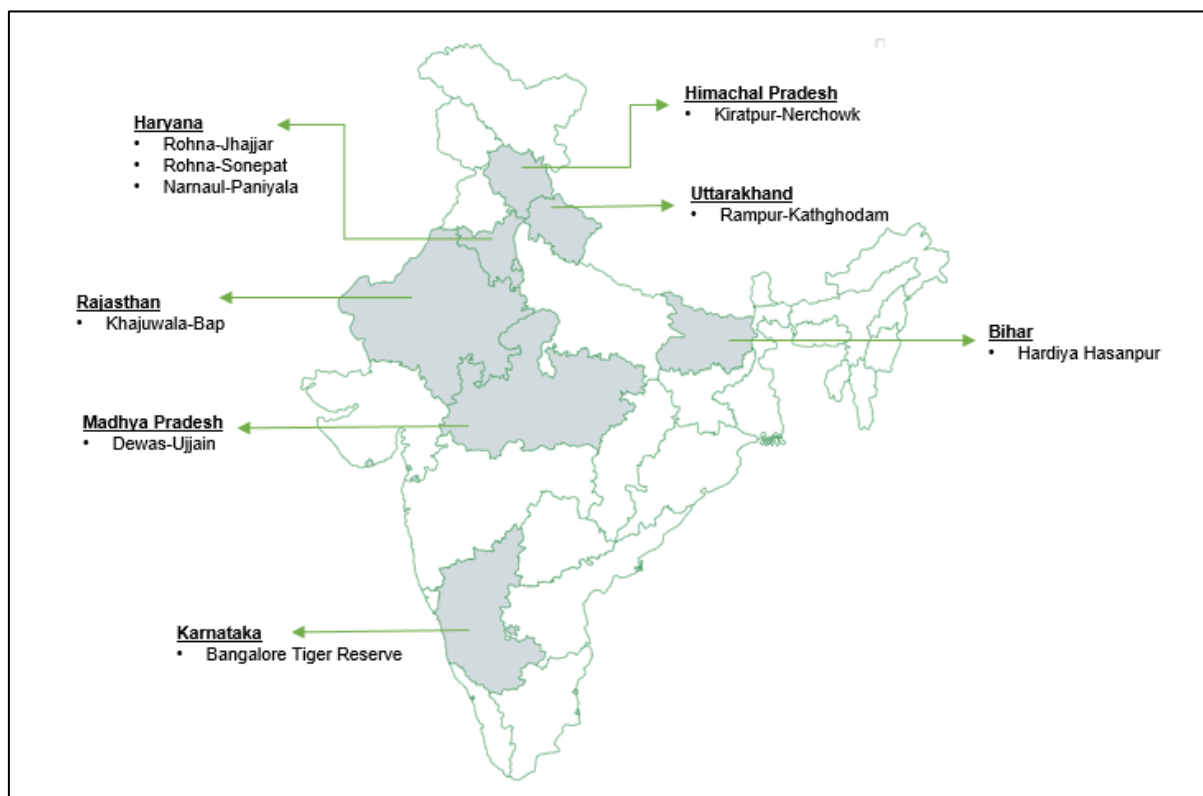 Himachal Pradesh
• Kiratpur-Nerchowk
Haryana
• Rohna-Jhajjar
• Rohna-Sonepat
• Narnaul-Paniyala
Uttarakhand
• Rampur-Kathghodam
Rajasthan
• Khajuwala-Bap
Bihar
• Hardiya Hasanpur
Madhya Pradesh
• Dewas-Ujjain
Karnataka
• Bangalore Tiger Reserve